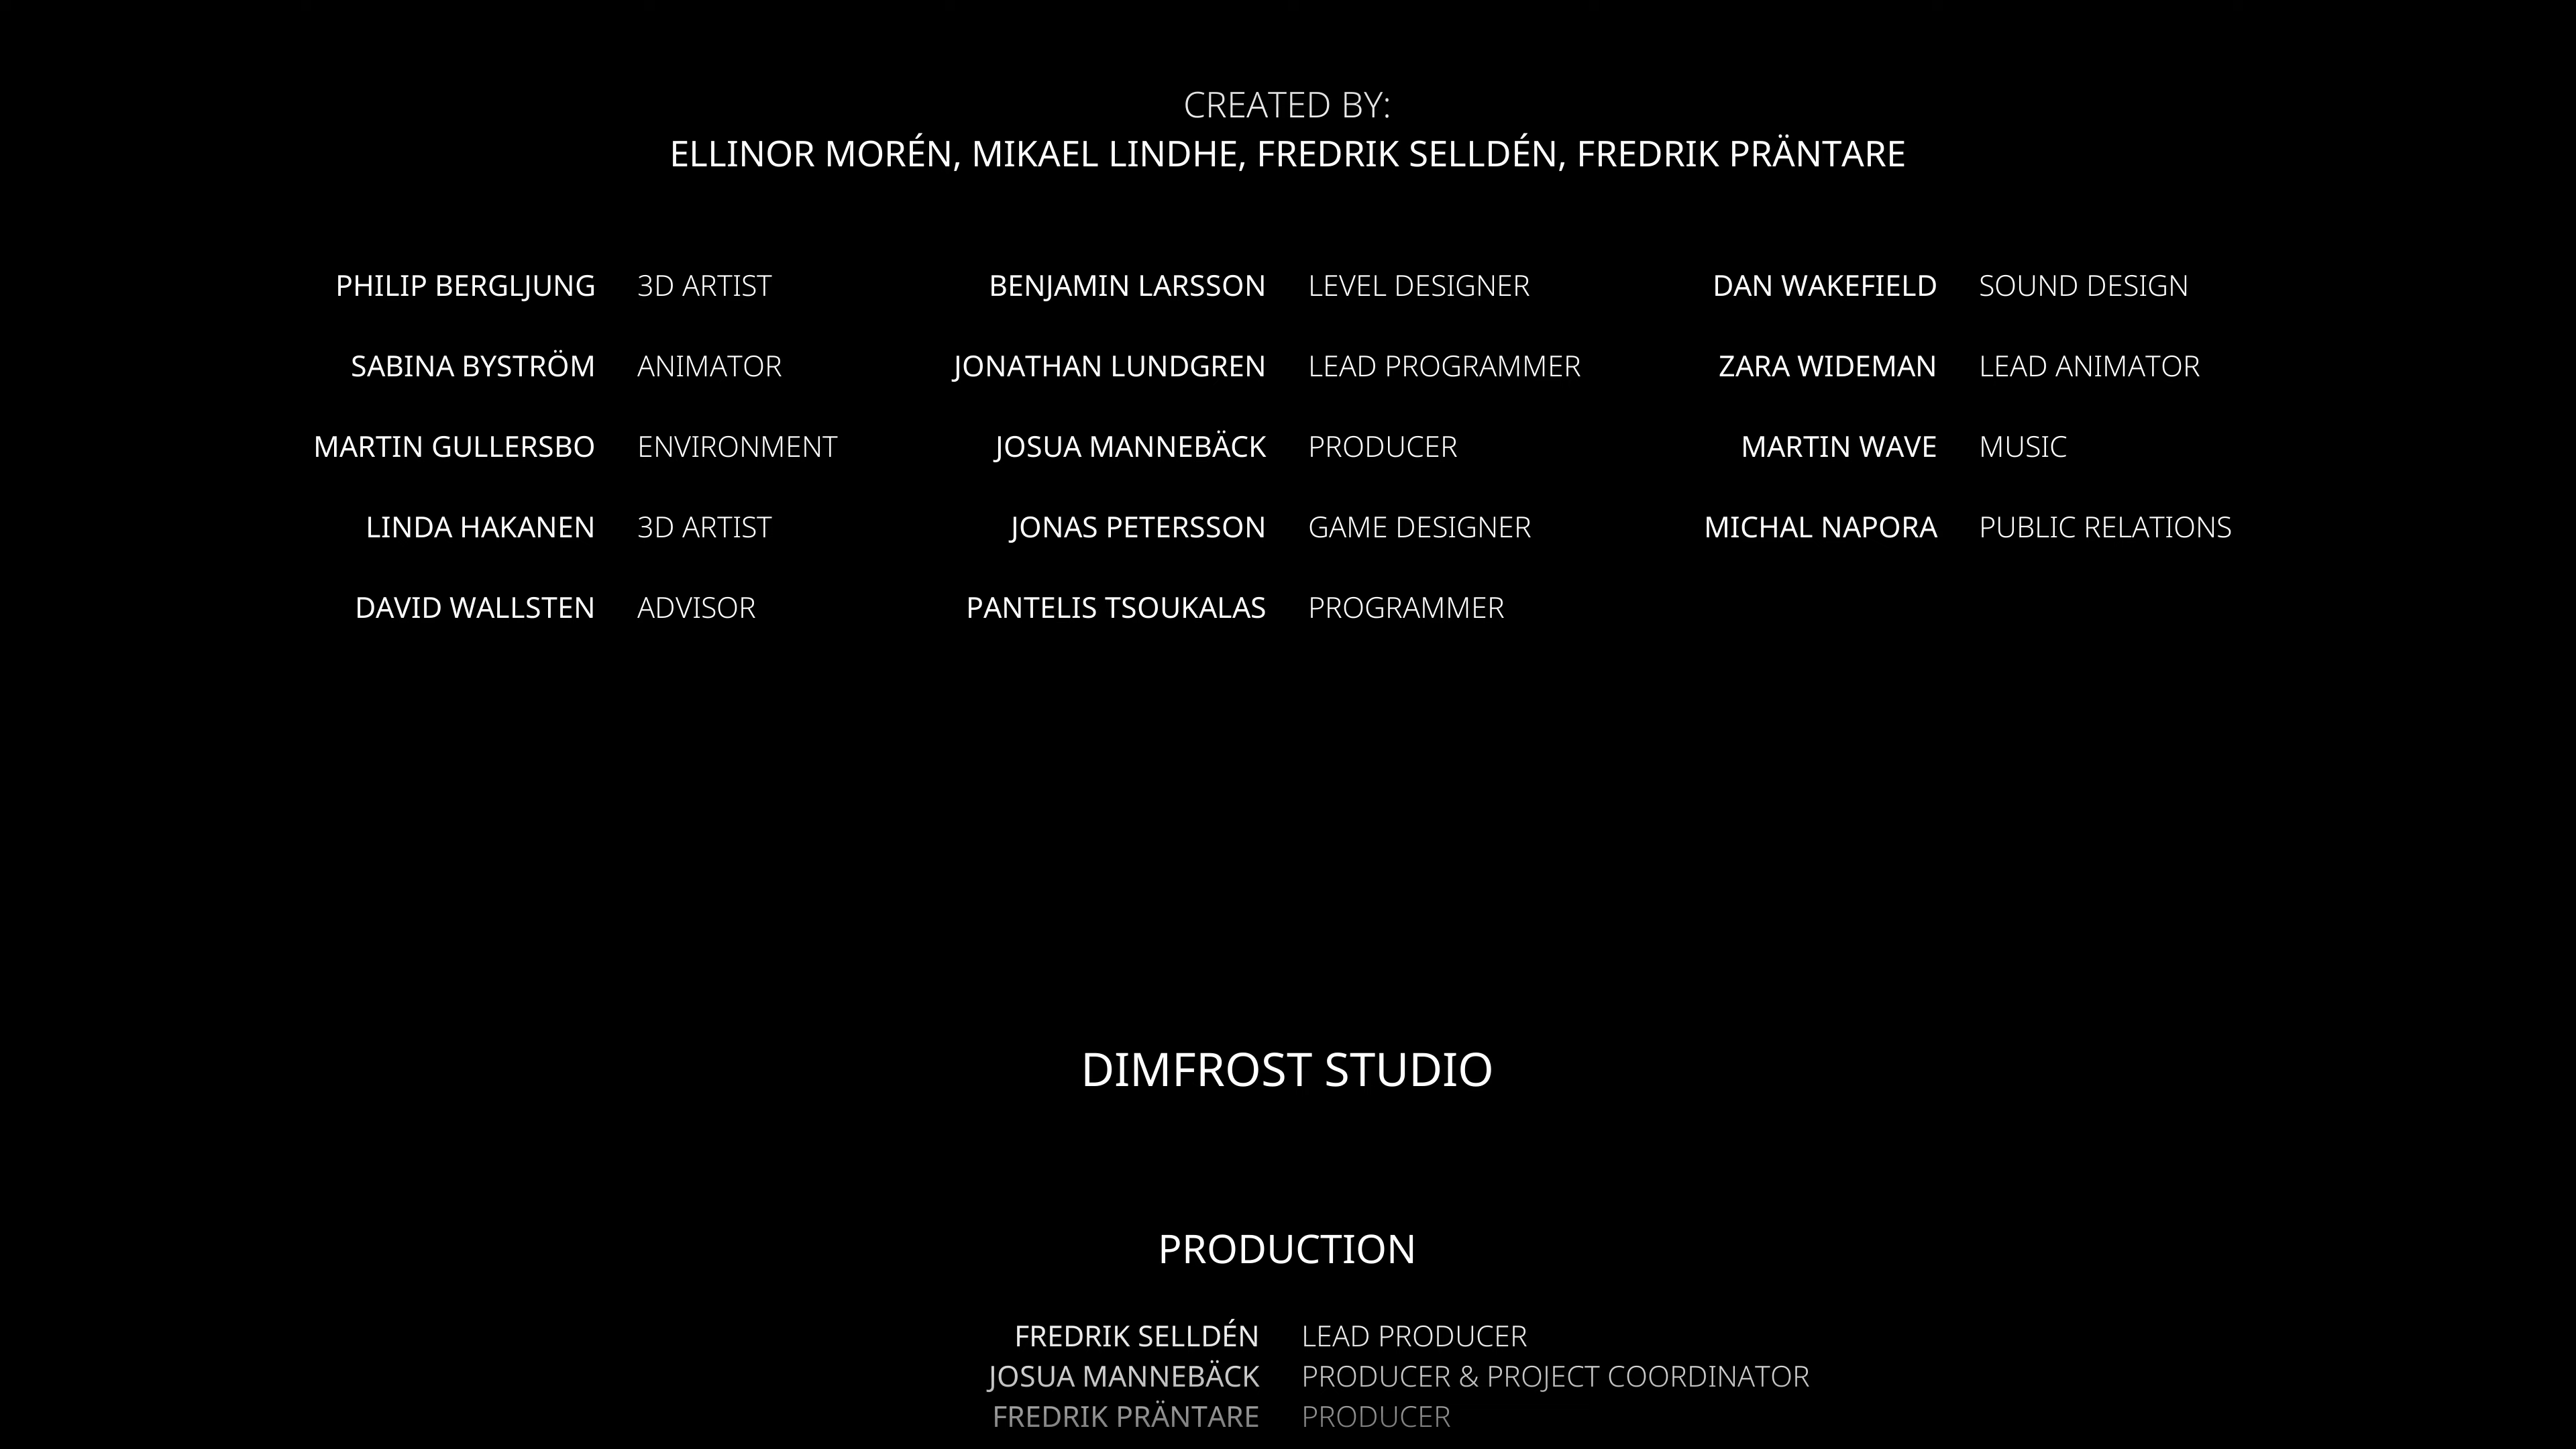 CREATED BY:
ELLINOR MORÉN, MIKAEL LINDHE, FREDRIK SELLDÉN, FREDRIK PRÄNTARE
PHILIP BERGLJUNG 3D ARTIST BENJAMIN LARSSON LEVEL DESIGNER DAN WAKEFIELD SOUND DESIGN
SABINA BYSTRÖM ANIMATOR JONATHAN LUNDGREN LEAD PROGRAMMER ZARA WIDEMAN LEAD ANIMATOR
MARTIN GULLERSBO ENVIRONMENT JOSUA MANNEBÄCK PRODUCER MARTIN WAVE MUSIC
LINDA HAKANEN 3D ARTIST JONAS PETERSSON GAME DESIGNER MICHAL NAPORA PUBLIC RELATIONS
DAVID WALLSTEN ADVISOR PANTELIS TSOUKALAS PROGRAMMER
DIMFROST STUDIO
PRODUCTION
FREDRIK SELLDÉN LEAD PRODUCER
JOSUA MANNEBÄCK PRODUCER & PROJECT COORDINATOR
FREDRIK PRÄNTARE PRODUCER